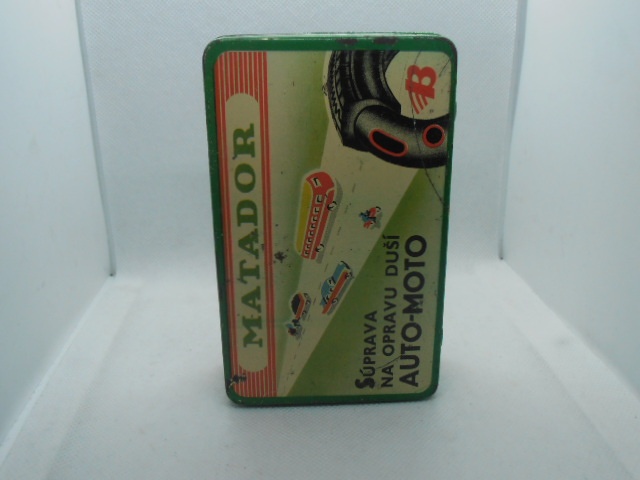 MATADOR
B
SÚPRAVA
NA OPRAVU DUŠÍ
AUTO-MOTO